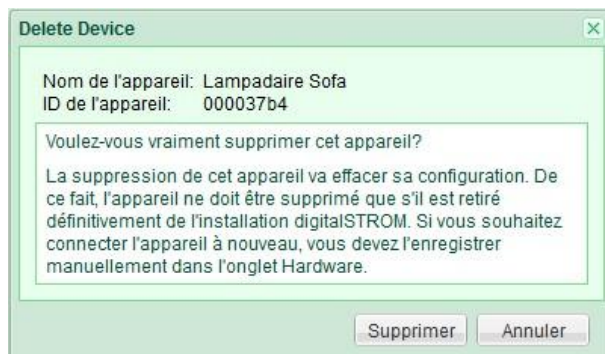 Delete Device
Nom de l'appareil: Lampadaire Sofa
ID de l'appareil: 000037b4
Voulez-vous vraiment supprimer cet appareil?
La suppression de cet appareil va effacer sa configuration. De
ce fait, l'appareil ne doit être supprimé que s'il est retiré
définitivement de l'installation digitalSTROM. Si vous souhaitez
connecter l'appareil à nouveau, vous devez l'enregistrer
manuellement dans l'onglet Hardware.
Supprimer Annuler